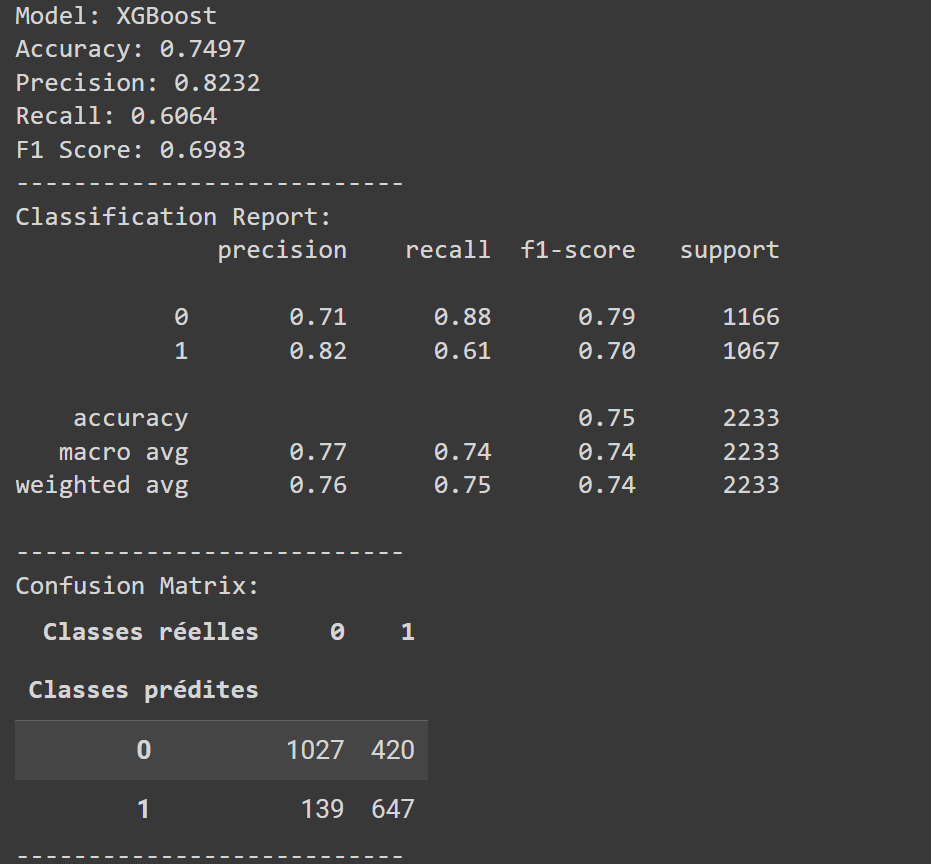 Model: XGBoost
Accuracy: 0.7497
Precision: 0.8232
Recall: 0.6064
F1 Score: 0.6983
---------------------------
Classification Report:
              precision    recall  f1-score   support

           0       0.71      0.88      0.79      1166
           1       0.82      0.61      0.70      1067

    accuracy                           0.75      2233
   macro avg       0.77      0.74      0.74      2233
weighted avg       0.76      0.75      0.74      2233

---------------------------
Confusion Matrix:
Classes réelles 0 1
Classes prédites
0 1027 420
1 139 647
---------------------------